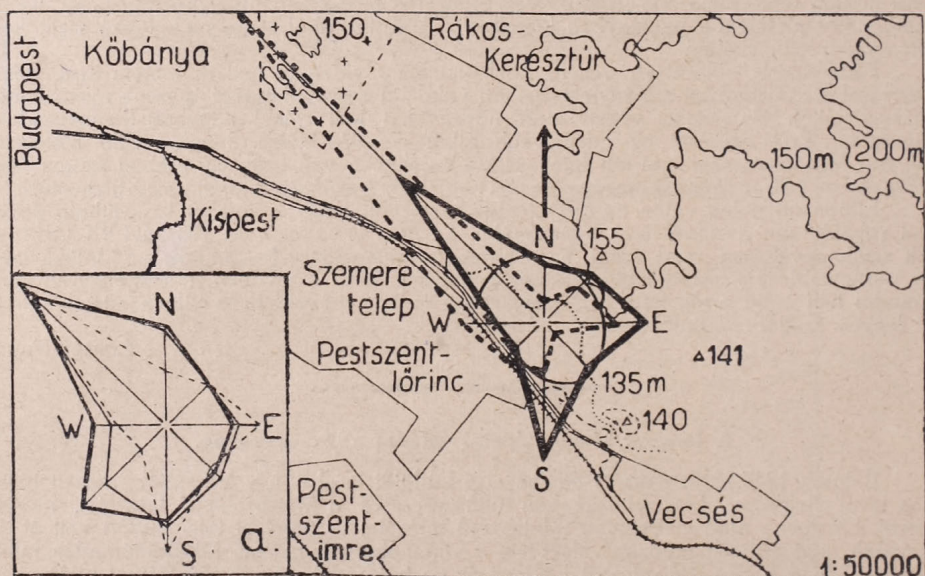 Budapest
Kőbánya
150
Rákos-
Keresztúr
150m
200m
Kispest
155
N
Szemere
telep
W
E
141
Pestszent-
lőrinc
135m
140
S
Pest-
szent-
imre
Vecsés
1:50000
N
W
E
S
a.